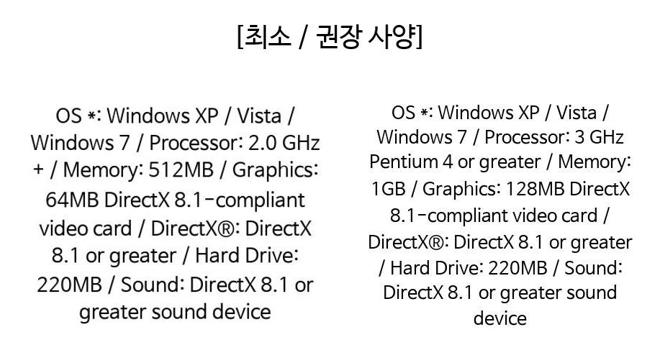 [최소 / 권장 사양]
OS *: Windows XP / Vista /
Windows 7 / Processor: 2.0 GHz
+ / Memory: 512MB / Graphics:
64MB DirectX 8.1-compliant
video card / DirectX®: DirectX
8.1 or greater / Hard Drive:
220MB / Sound: DirectX 8.1 or
greater sound device
OS *: Windows XP / Vista /
Windows 7 / Processor: 3 GHz
Pentium 4 or greater / Memory:
1GB / Graphics: 128MB DirectX
8.1-compliant video card /
DirectX®: DirectX 8.1 or greater
/ Hard Drive: 220MB / Sound:
DirectX 8.1 or greater sound
device